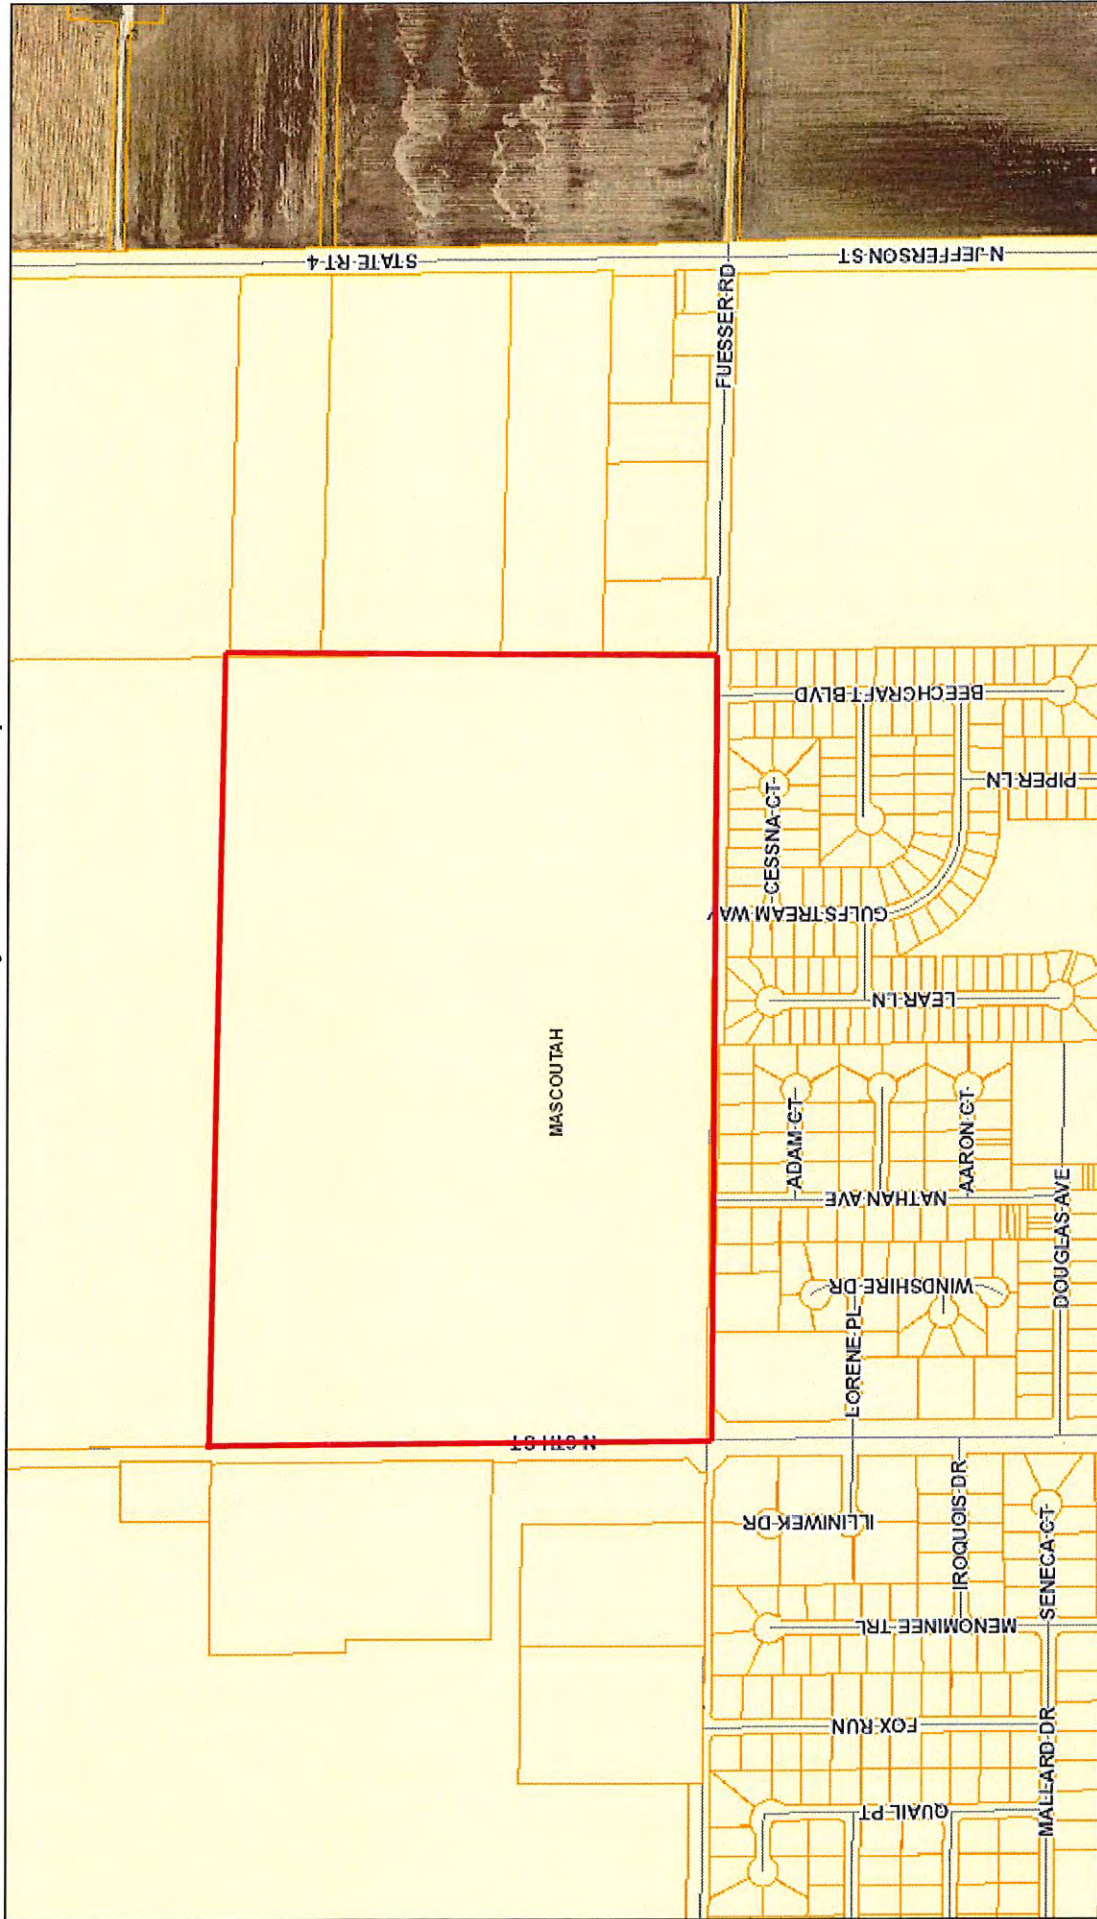 STATE RT 4
N JEFFERSON ST
FUESSER RD
BEECHCRAFT BLVD
PIPER LN
CESSNA CT
GULFSTREAM WAY
LEAR LN
MASCOUTAH
ADAM CT
AARON CT
NATHAN AVE
DOUGLAS AVE
WINDSHIRE DR
LORENE PL
N 6TH ST
ILLINIWEK DR
IROQUOIS DR
SENECA CT
MENOMINEE TRL
FOX RUN
MALLARD DR
QUAIL PT